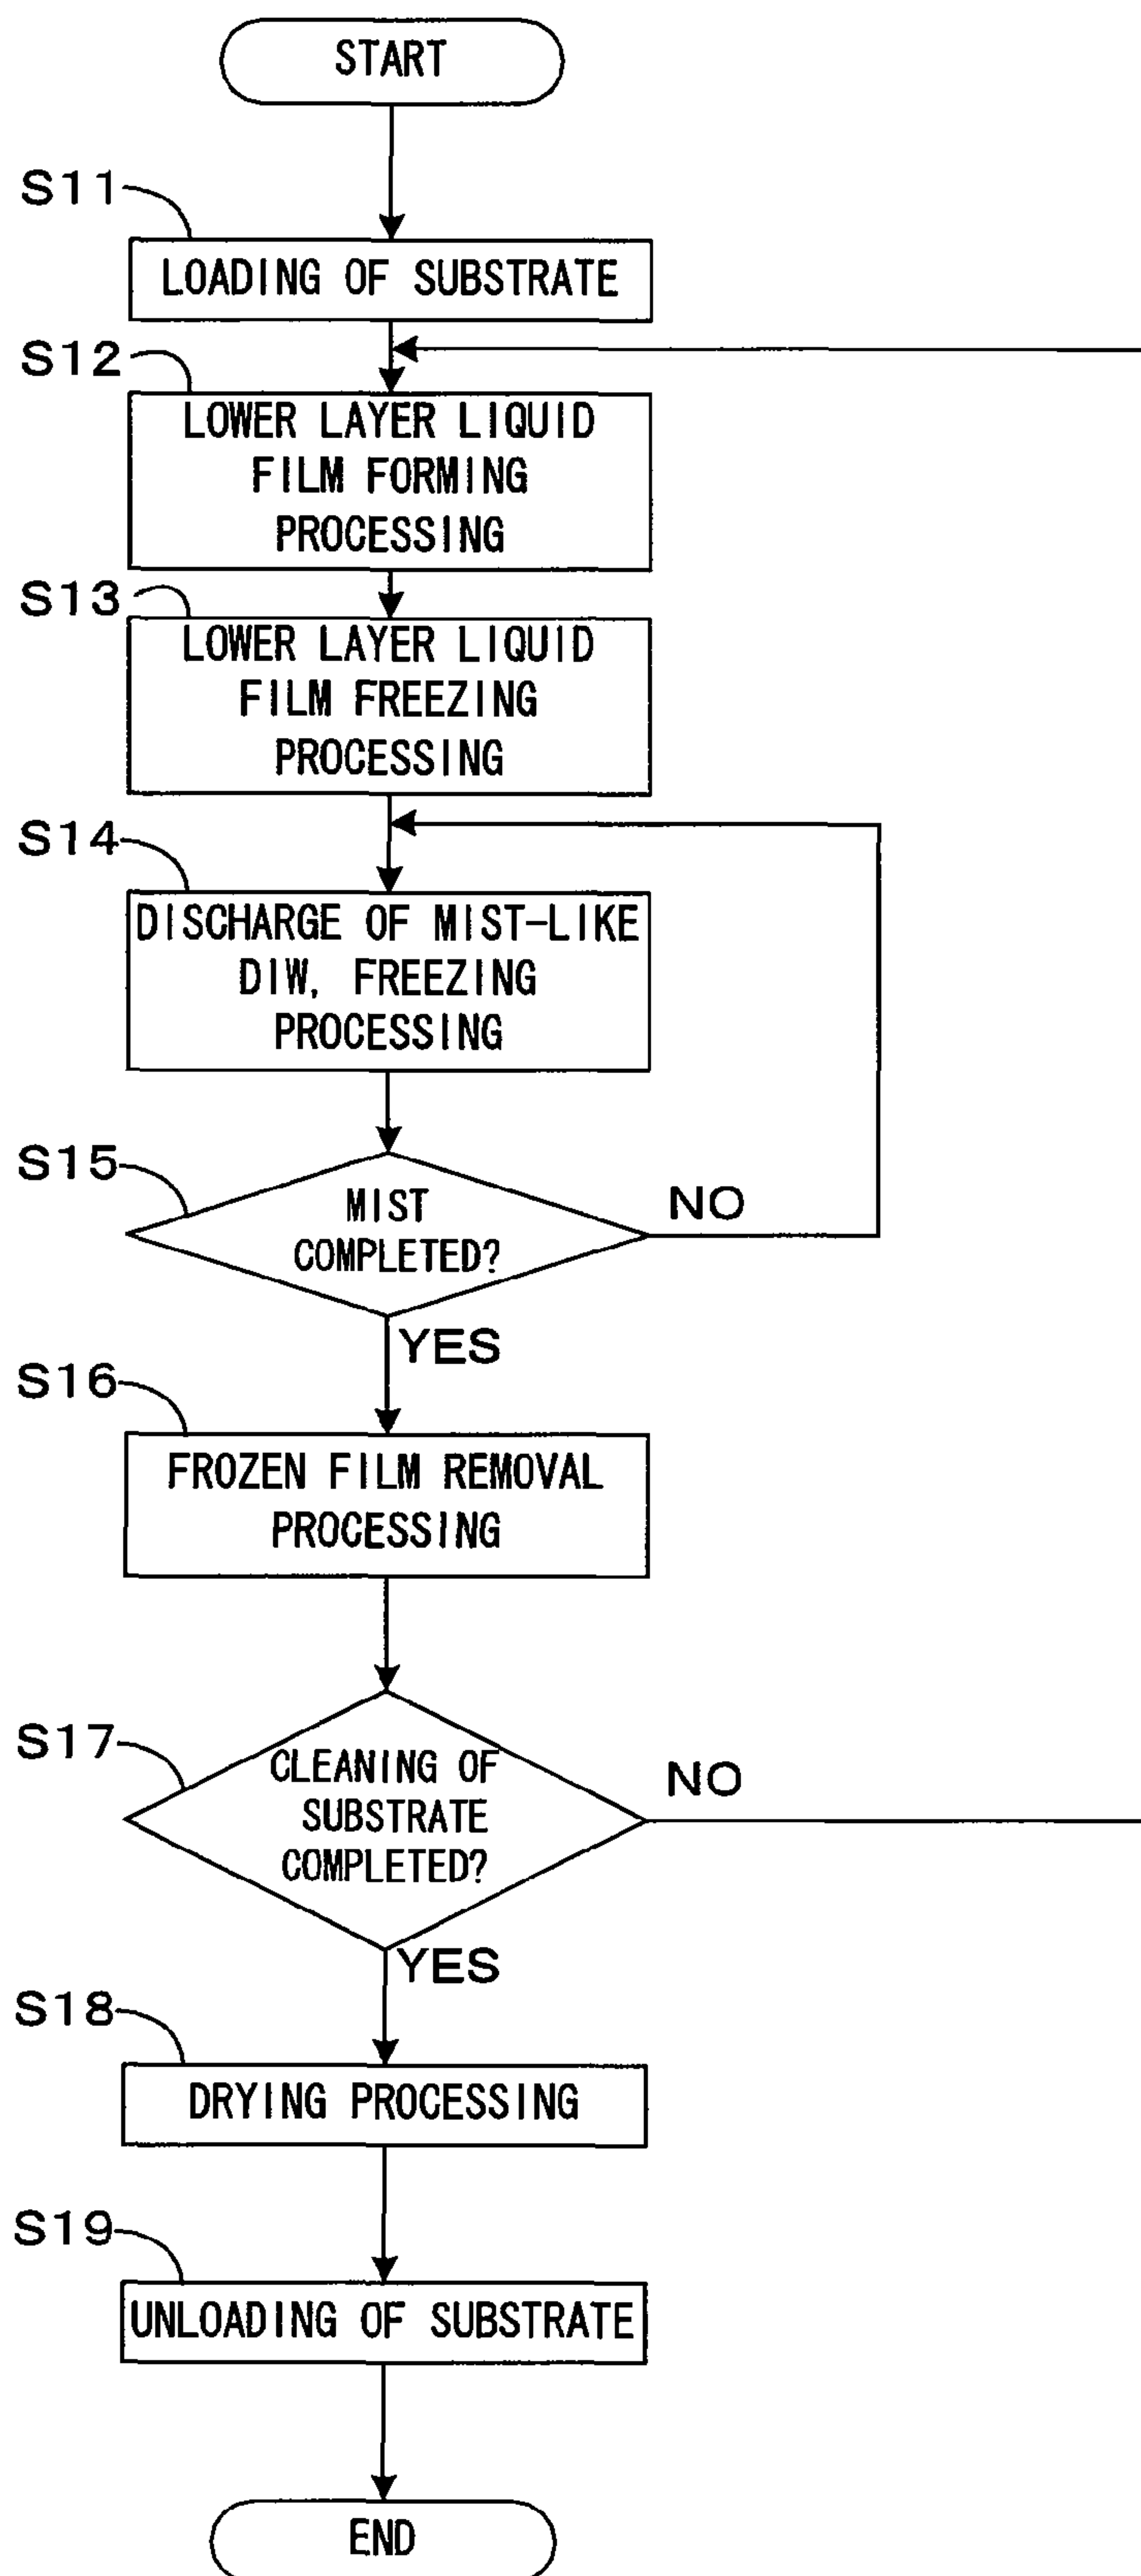 START
S11
LOADING OF SUBSTRATE
S12
LOWER LAYER LIQUID
FILM FORMING
PROCESSING
S13
LOWER LAYER LIQUID
FILM FREEZING
PROCESSING
S14
DISCHARGE OF MIST-LIKE
DIW, FREEZING
PROCESSING
S15
MIST
COMPLETED?
NO
YES
S16
FROZEN FILM REMOVAL
PROCESSING
S17
CLEANING OF
SUBSTRATE
COMPLETED?
NO
YES
S18
DRYING PROCESSING
S19
UNLOADING OF SUBSTRATE
END